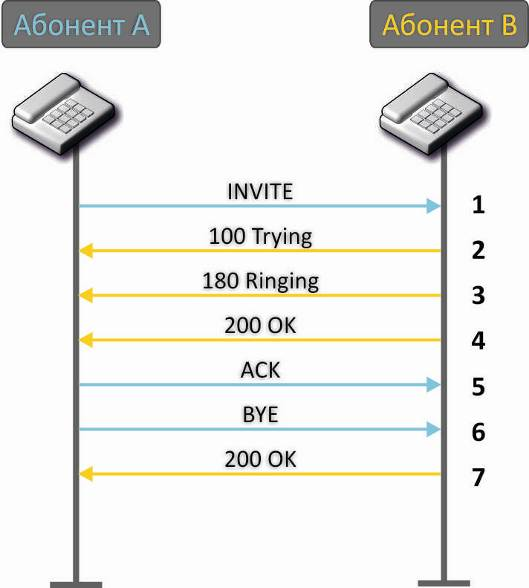 Абонент А
Абонент В
INVITE
1
100 Trying
2
180 Ringing
3
200 OK
4
ACK
5
BYE
6
200 OK
7